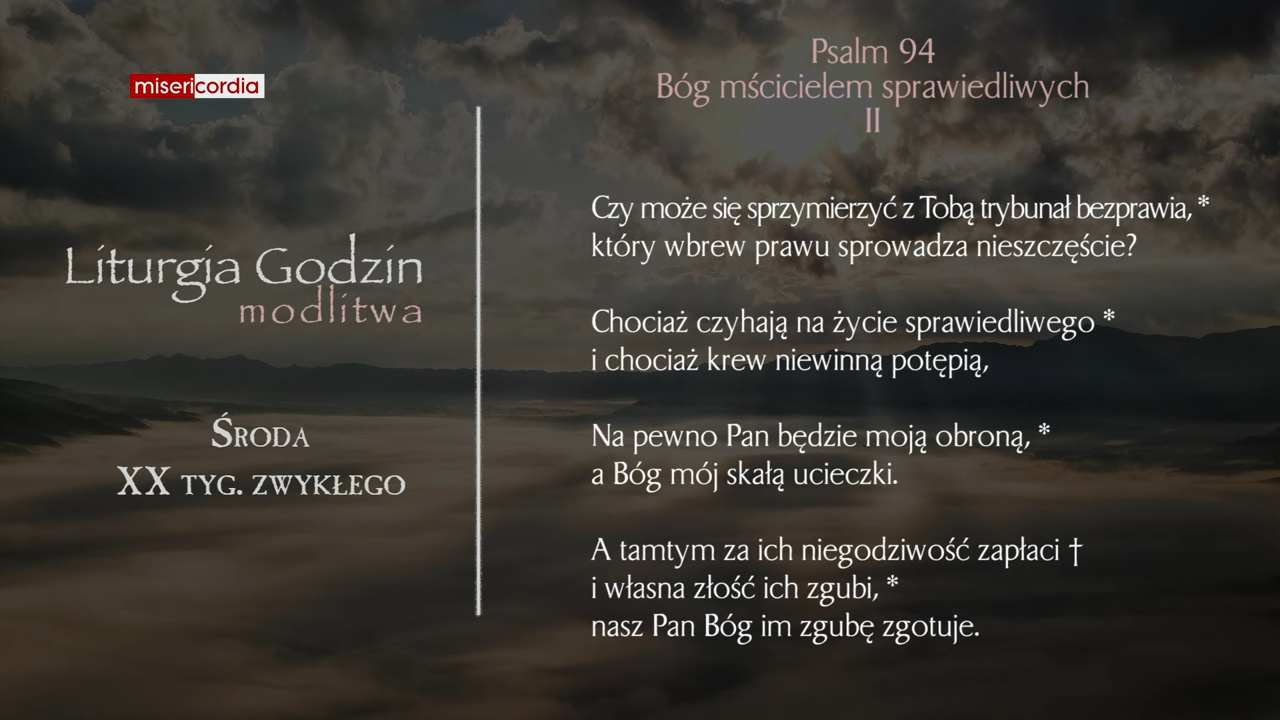 misericordia
Liturgia Godzin
modlitwa
Środa
XX tyg. zwykłego
Psalm 94
Bóg mścicielem sprawiedliwych
II
Czy może się sprzymierzyć z Tobą trybunał bezprawia, *
który wbrew prawu sprowadza nieszczęście?
Chociaż czyhają na życie sprawiedliwego *
i chociaż krew niewinną potępią,
Na pewno Pan będzie moją obroną, *
a Bóg mój skałą ucieczki.
A tamtym za ich niegodziwość zapłaci †
i własna złość ich zgubi, *
nasz Pan Bóg im zgubę zgotuje.